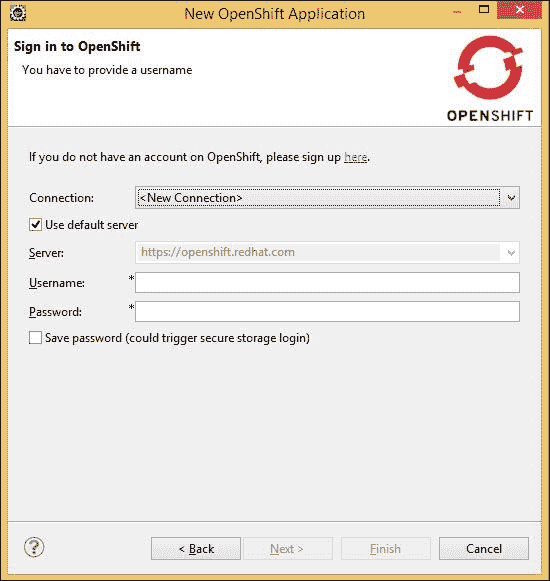 New OpenShift Application
Sign in to OpenShift
You have to provide a username
OPENSHIFT
If you do not have an account on OpenShift, please sign up here.
Connection: <New Connection>
Use default server
Server: https://openshift.redhat.com
Username: *
Password: *
Save password (could trigger secure storage login)
? < Back Next > Finish Cancel